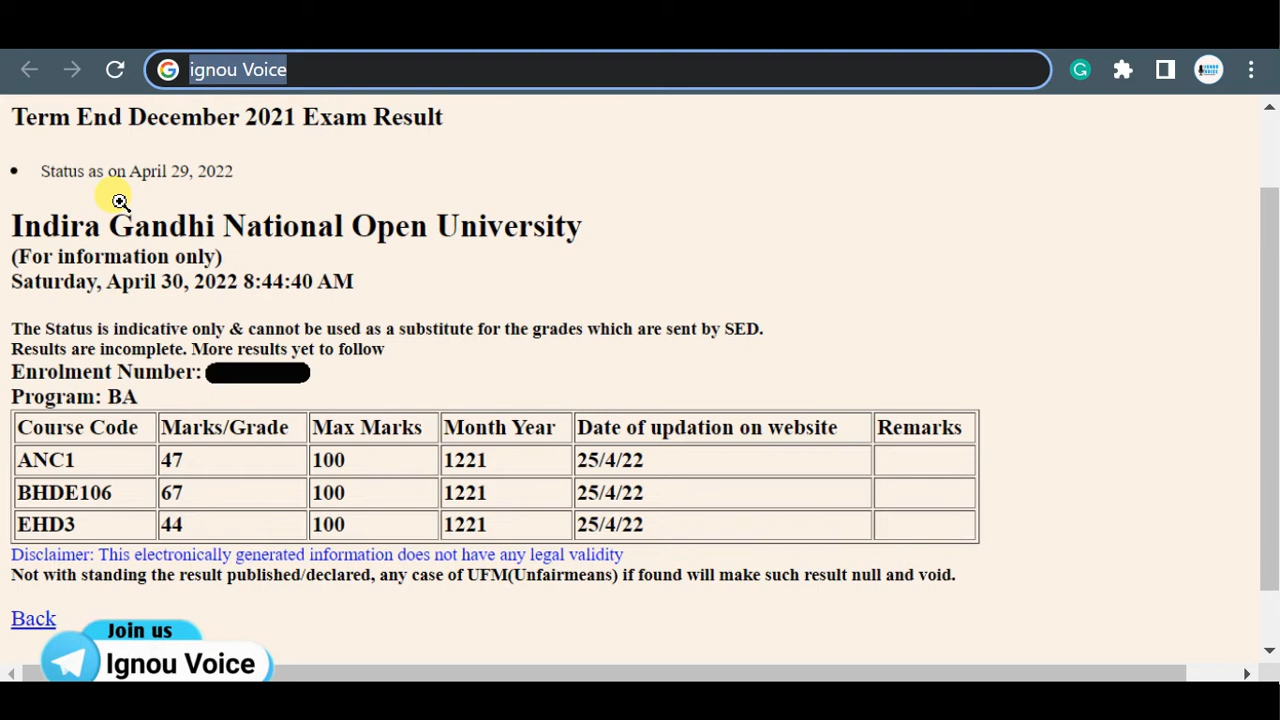 ignou Voice
Term End December 2021 Exam Result
• Status as on April 29, 2022
Indira Gandhi National Open University
(For information only)
Saturday, April 30, 2022 8:44:40 AM
The Status is indicative only & cannot be used as a substitute for the grades which are sent by SED.
Results are incomplete. More results yet to follow
Enrolment Number:
Program: BA
Course Code Marks/Grade Max Marks Month Year Date of updation on website Remarks
ANC1 47 100 1221 25/4/22
BHDE106 67 100 1221 25/4/22
EHD3 44 100 1221 25/4/22
Disclaimer: This electronically generated information does not have any legal validity
Not with standing the result published/declared, any case of UFM(Unfairmeans) if found will make such result null and void.
Back
Join us
Ignou Voice